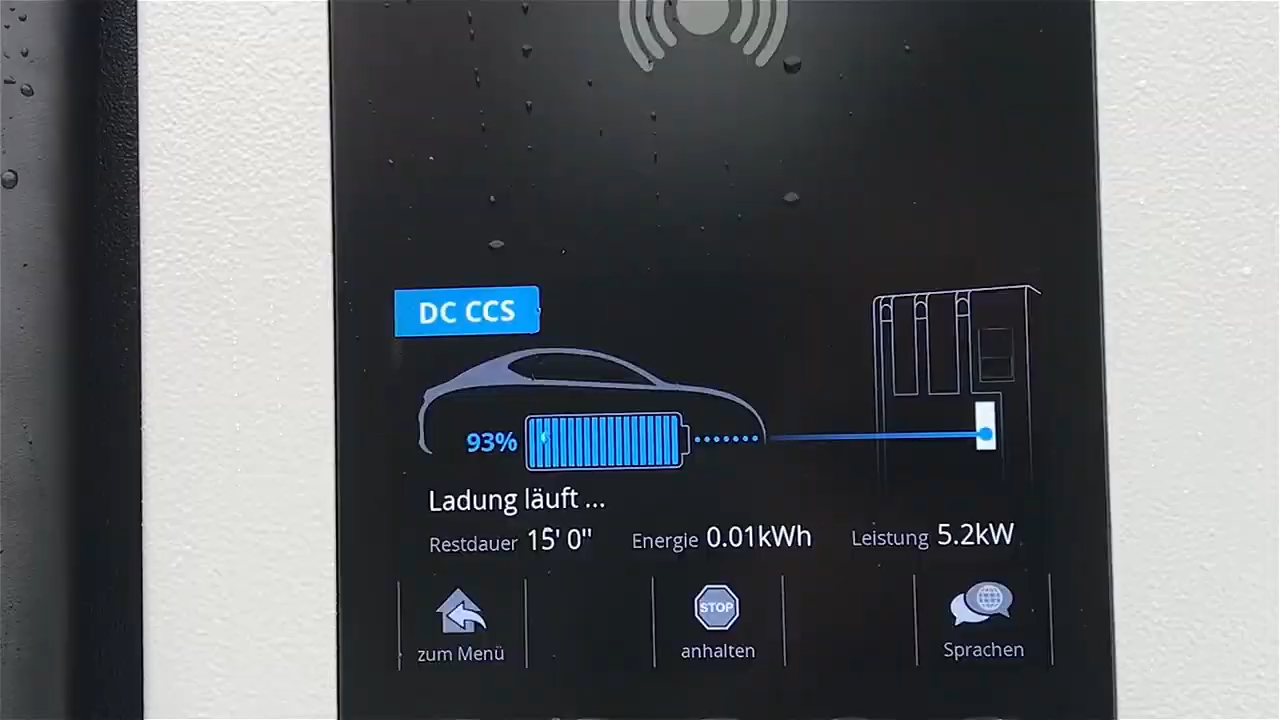 DC CCS
93%
Ladung läuft ...
Restdauer 15' 0" Energie 0.01kWh Leistung 5.2kW
STOP
zum Menü anhalten Sprachen